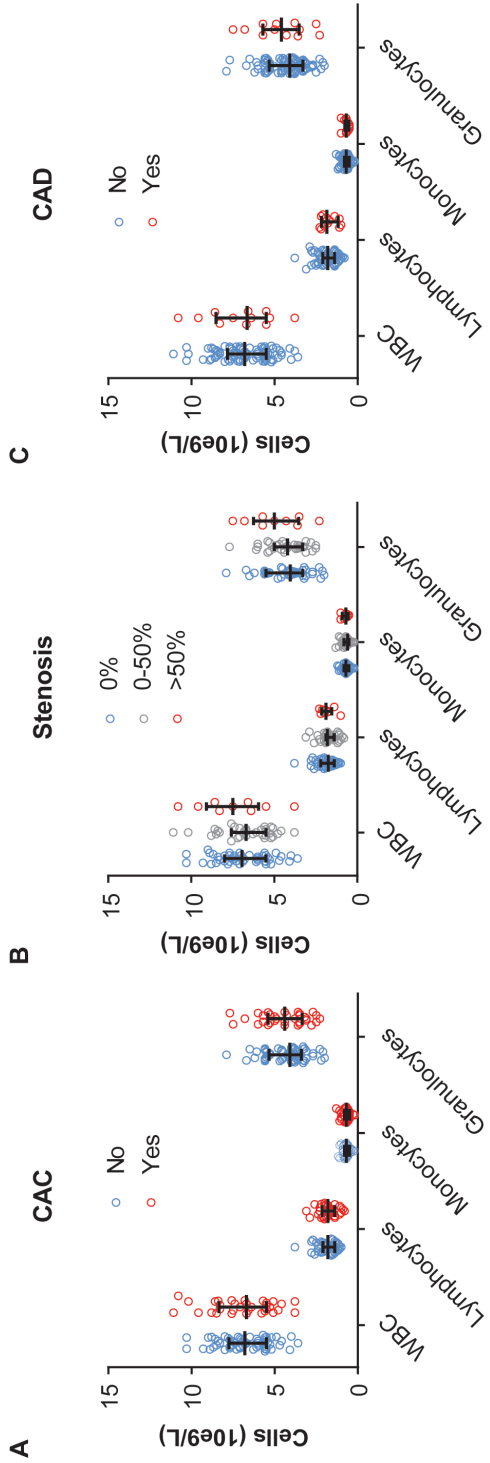 A
CAC
No
Yes
Cells (10e9/L)
15
10
5
0
WBC
Lymphocytes
Monocytes
Granulocytes
B
Stenosis
0%
0-50%
>50%
Cells (10e9/L)
15
10
5
0
WBC
Lymphocytes
Monocytes
Granulocytes
C
CAD
No
Yes
Cells (10e9/L)
15
10
5
0
WBC
Lymphocytes
Monocytes
Granulocytes